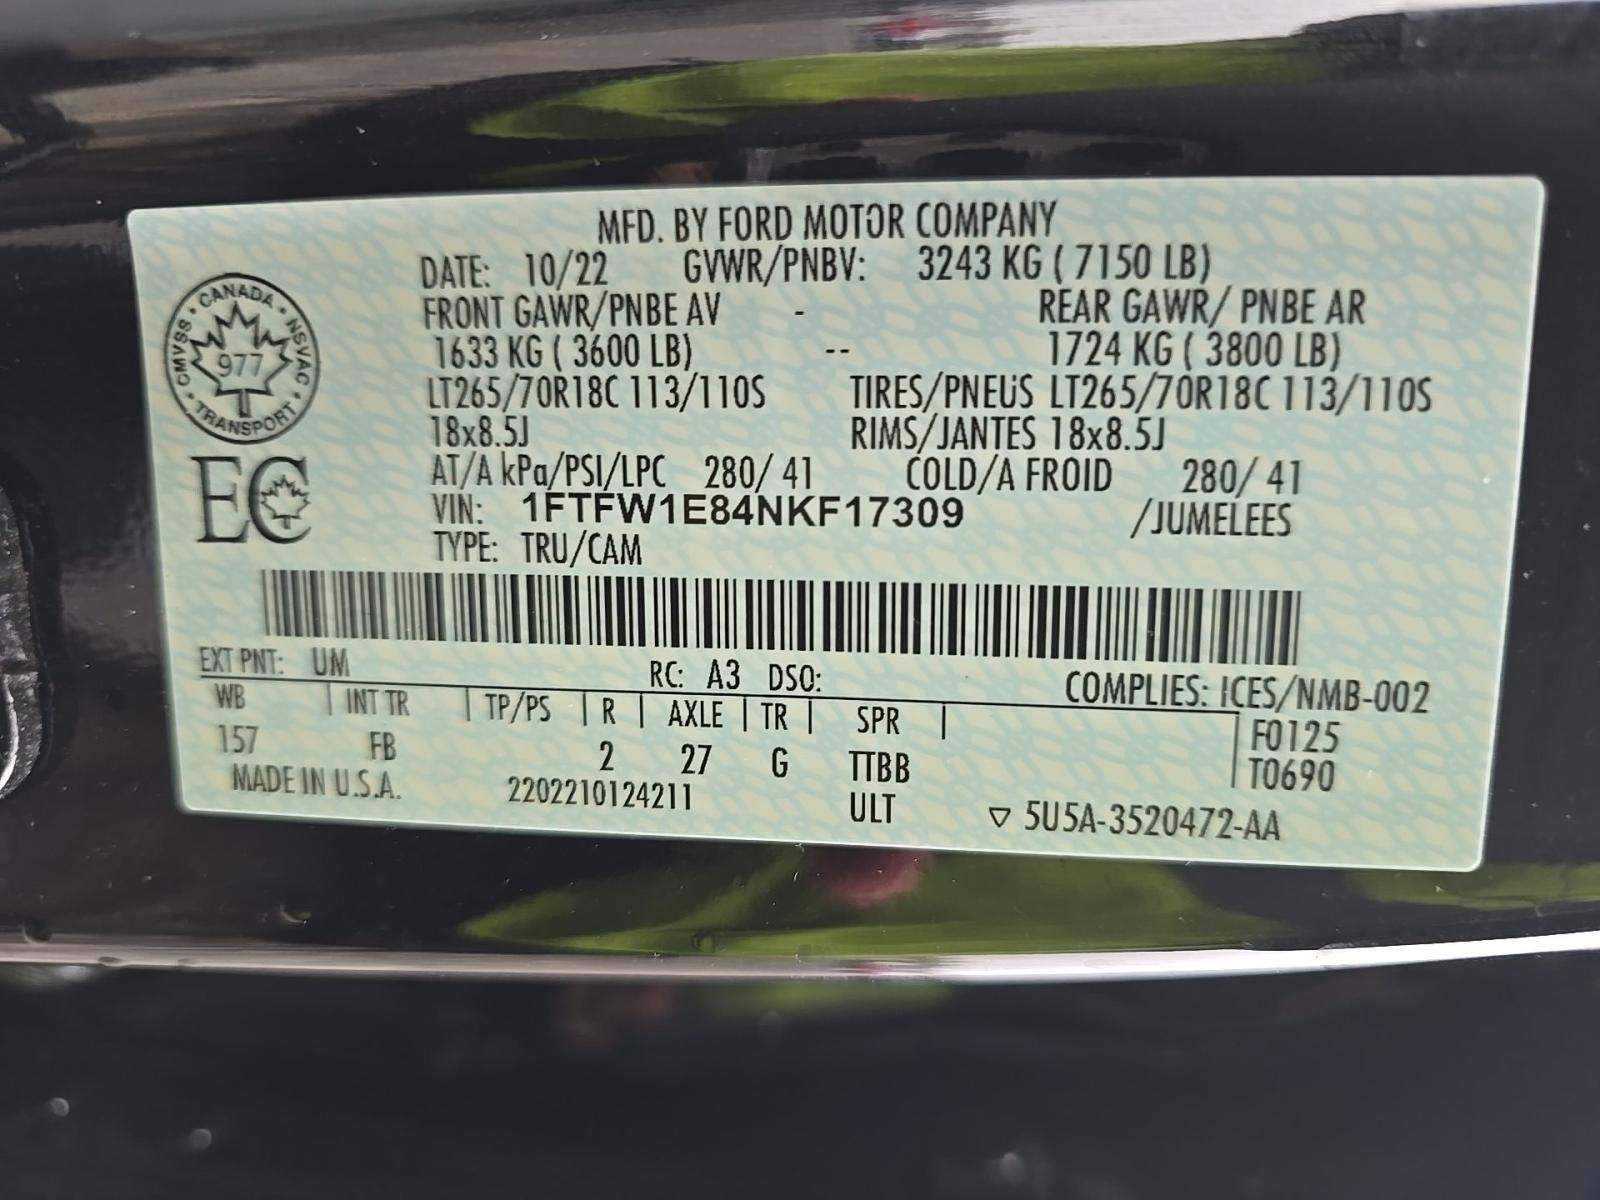 MFD. BY FORD MOTOR COMPANY
DATE: 10/22 GVWR/PNBV: 3243 KG ( 7150 LB)
FRONT GAWR/PNBE AV - REAR GAWR/ PNBE AR
1633 KG ( 3600 LB) -- 1724 KG ( 3800 LB)
LT265/70R18C 113/110S TIRES/PNEUS LT265/70R18C 113/110S
18x8.5J RIMS/JANTES 18x8.5J
AT/A kPa/PSI/LPC 280/ 41 COLD/A FROID 280/ 41
VIN: 1FTFW1E84NKF17309 /JUMELEES
TYPE: TRU/CAM
CANADA • NSVAC • TRANSPORT • CMVSS •
977
EC
EXT PNT: UM RC: A3 DSO:
COMPLIES: ICES/NMB-002
WB | INT TR | TP/PS | R | AXLE | TR | SPR |
F0125
157 FB 2 27 G TTBB
T0690
MADE IN U.S.A. 2202210124211 ULT ▽ 5U5A-3520472-AA